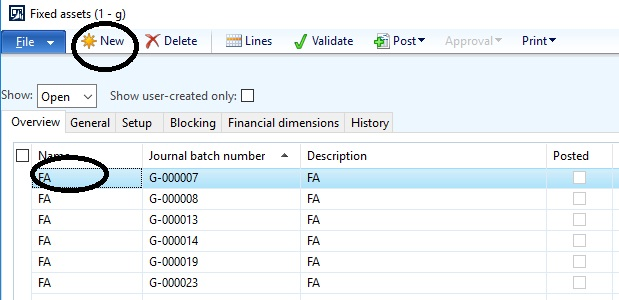 Fixed assets (1 - g)
File New Delete Lines Validate Post Approval Print
Show: Open Show user-created only:
Overview General Setup Blocking Financial dimensions History
Name Journal batch number Description Posted
FA G-000007 FA
FA G-000008 FA
FA G-000013 FA
FA G-000014 FA
FA G-000019 FA
FA G-000023 FA